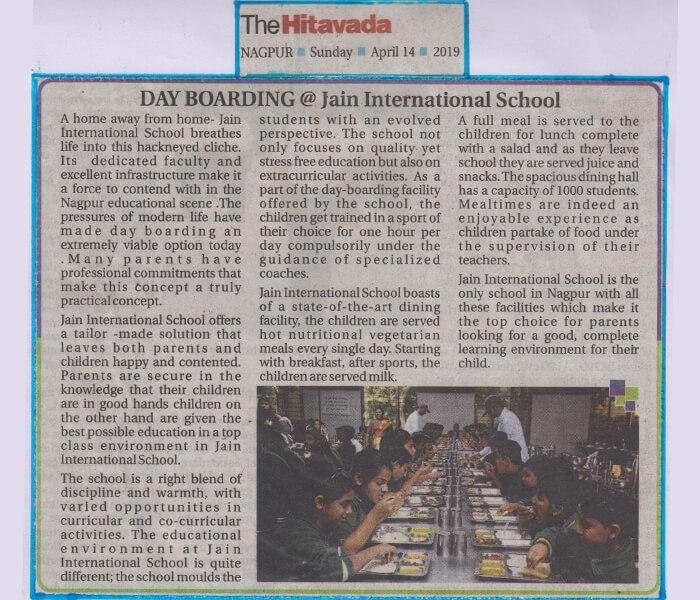 The Hitavada
NAGPUR ■ Sunday ■ April 14 ■ 2019
DAY BOARDING @ Jain International School
A home away from home- Jain
International School breathes
life into this hackneyed cliche.
Its dedicated faculty and
excellent infrastructure make it
a force to contend with in the
Nagpur educational scene .The
pressures of modern life have
made day boarding an
extremely viable option today
.Many parents have
professional commitments that
make this concept a truly
practical concept.
Jain International School offers
a tailor -made solution that
leaves both parents and
children happy and contented.
Parents are secure in the
knowledge that their children
are in good hands children on
the other hand are given the
best possible education in a top
class environment in Jain
International School.
The school is a right blend of
discipline and warmth, with
varied opportunities in
curricular and co-curricular
activities. The educational
environment at Jain
International School is quite
different; the school moulds the
students with an evolved
perspective. The school not
only focuses on quality yet
stress free education but also on
extracurricular activities. As a
part of the day-boarding facility
offered by the school, the
children get trained in a sport of
their choice for one hour per
day compulsorily under the
guidance of specialized
coaches.
Jain International School boasts
of a state-of-the-art dining
facility, the children are served
hot nutritional vegetarian
meals every single day. Starting
with breakfast, after sports, the
children are served milk.
A full meal is served to the
children for lunch complete
with a salad and as they leave
school they are served juice and
snacks. The spacious dining hall
has a capacity of 1000 students.
Mealtimes are indeed an
enjoyable experience as
children partake of food under
the supervision of their
teachers.
Jain International School is the
only school in Nagpur with all
these facilities which make it
the top choice for parents
looking for a good, complete
learning environment for their
child.